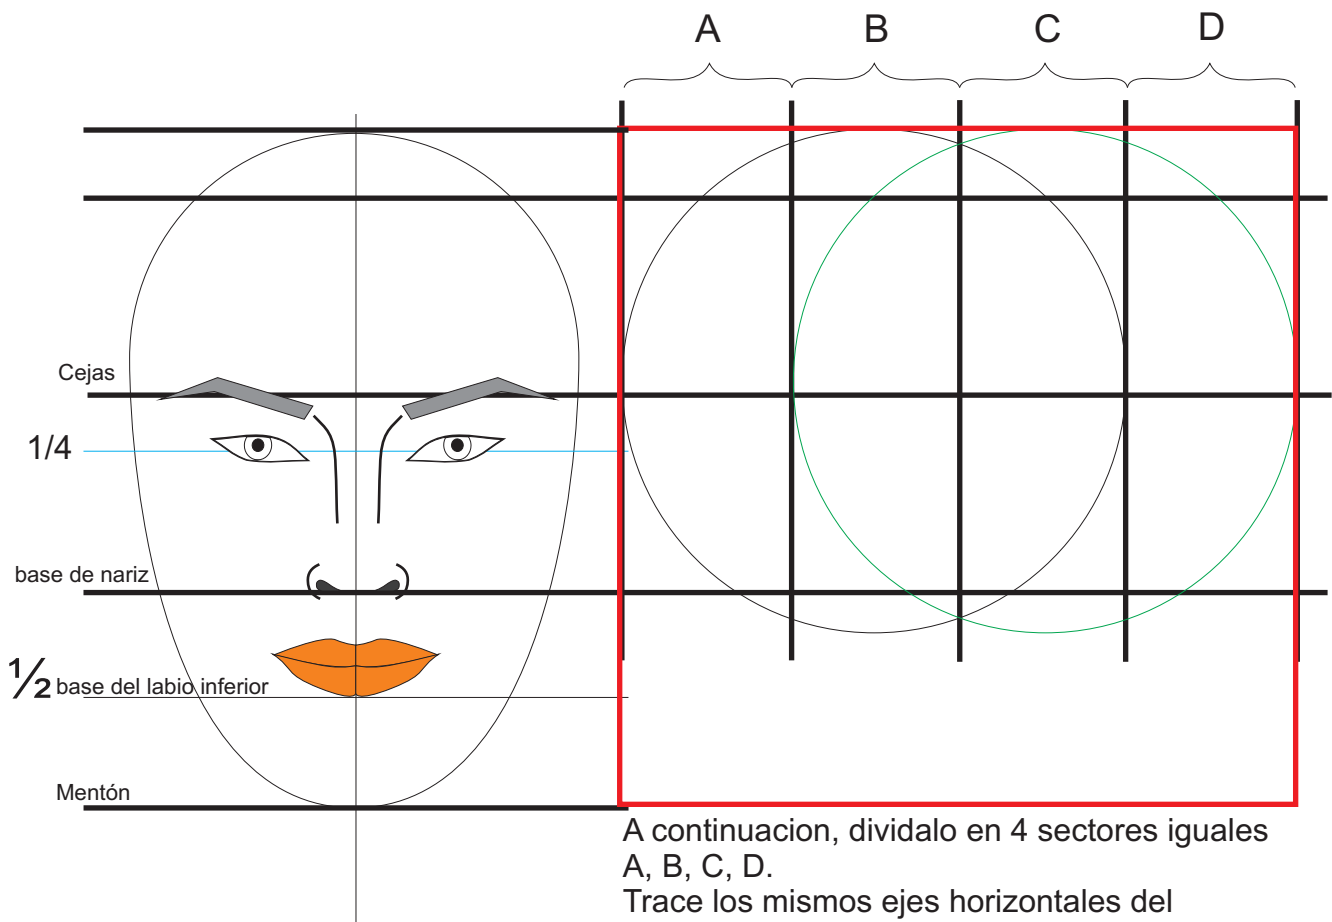 A B C D
Cejas
1/4
base de nariz
½ base del labio inferior
Mentón
A continuacion, dividalo en 4 sectores iguales
A, B, C, D.
Trace los mismos ejes horizontales del